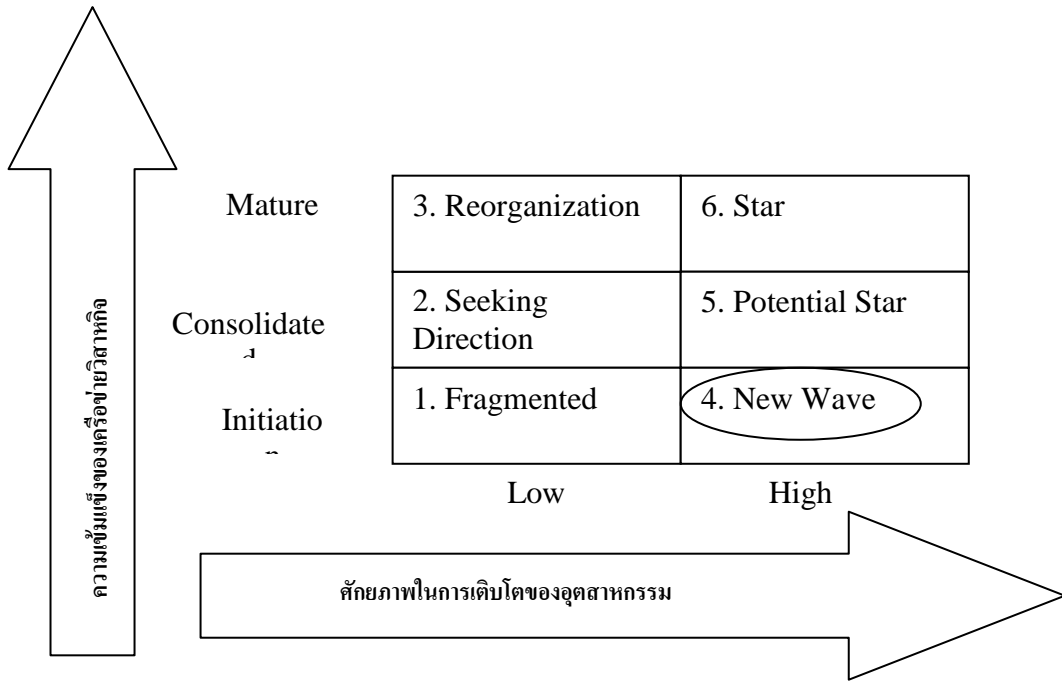 Mature
3. Reorganization
6. Star
Consolidate
d
2. Seeking
Direction
5. Potential Star
Initiatio
n
1. Fragmented
4. New Wave
Low
High
ความเข้มแข็งของเครือข่ายวิสาหกิจ
ศักยภาพในการเติบโตของอุตสาหกรรม